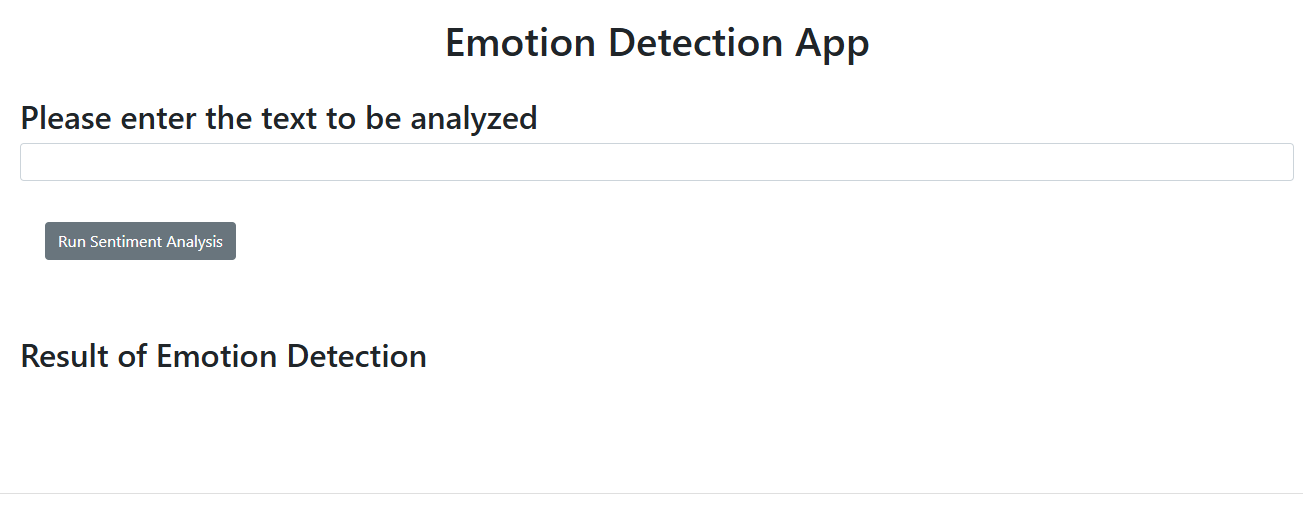 Emotion Detection App
Please enter the text to be analyzed
Run Sentiment Analysis
Result of Emotion Detection